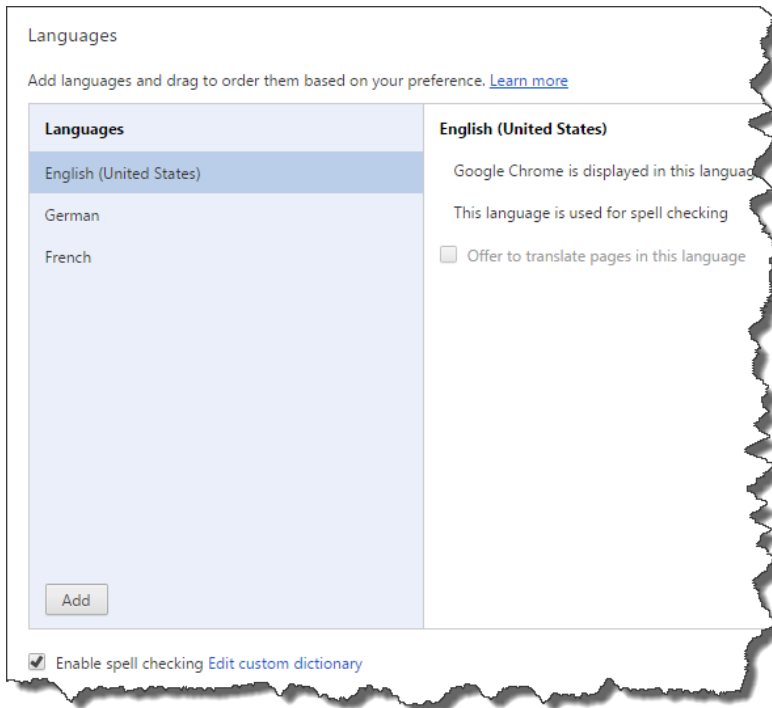 Languages
Add languages and drag to order them based on your preference. Learn more
Languages
English (United States)
German
French
Add
English (United States)
Google Chrome is displayed in this languag
This language is used for spell checking
Offer to translate pages in this language
Enable spell checking Edit custom dictionary